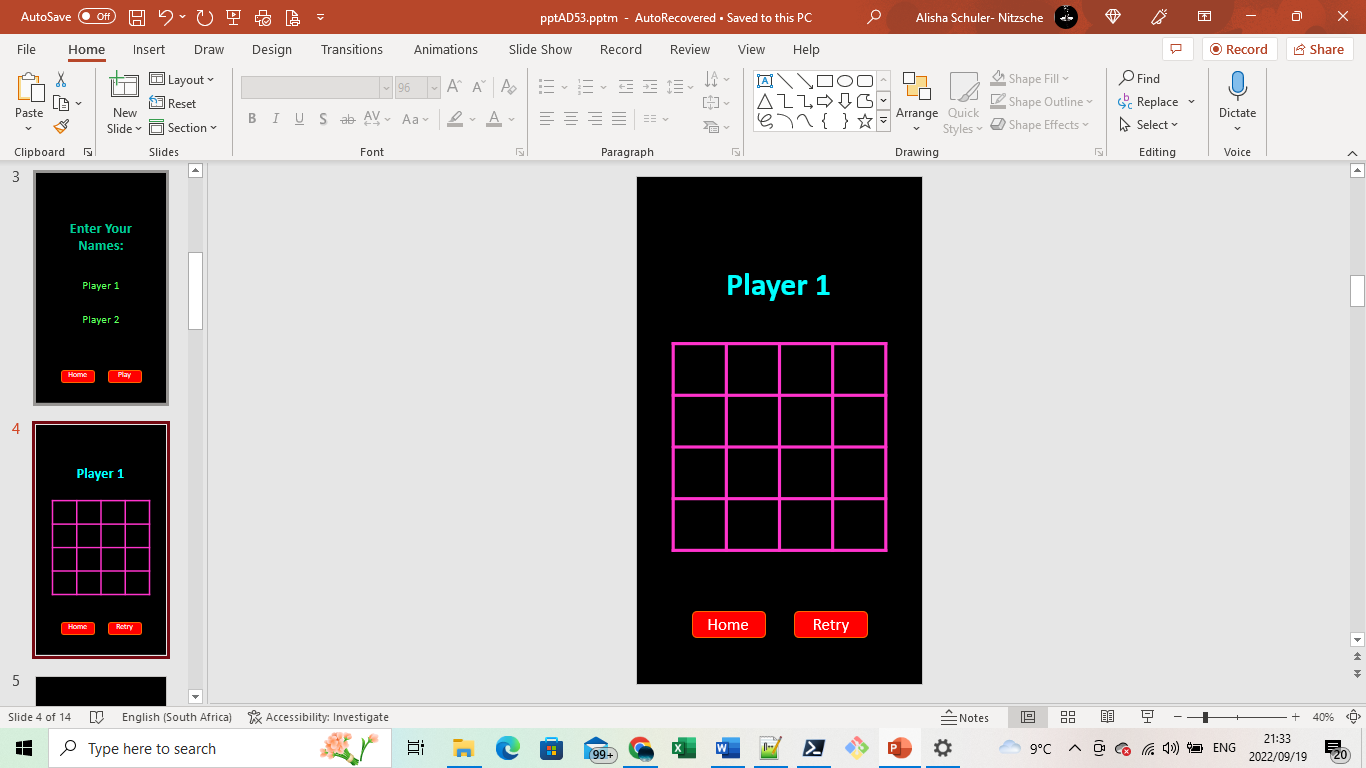 AutoSave Off pptAD53.pptm - AutoRecovered • Saved to this PC Alisha Schuler- Nitzsche
File Home Insert Draw Design Transitions Animations Slide Show Record Review View Help Record Share
Paste
Clipboard
New
Slide
Layout
Reset
Section
Slides
96
B I U S ab AV Aa A
Font
Paragraph
Arrange
Quick
Styles
Shape Fill
Shape Outline
Shape Effects
Drawing
Find
Replace
Select
Editing
Dictate
Voice
3
Enter Your
Names:
Player 1
Player 2
Home Play
4
Player 1
Home Retry
5
Player 1
Home Retry
Slide 4 of 14 English (South Africa) Accessibility: Investigate Notes 40%
Type here to search 99+ 9°C ENG 21:33
2022/09/19 20